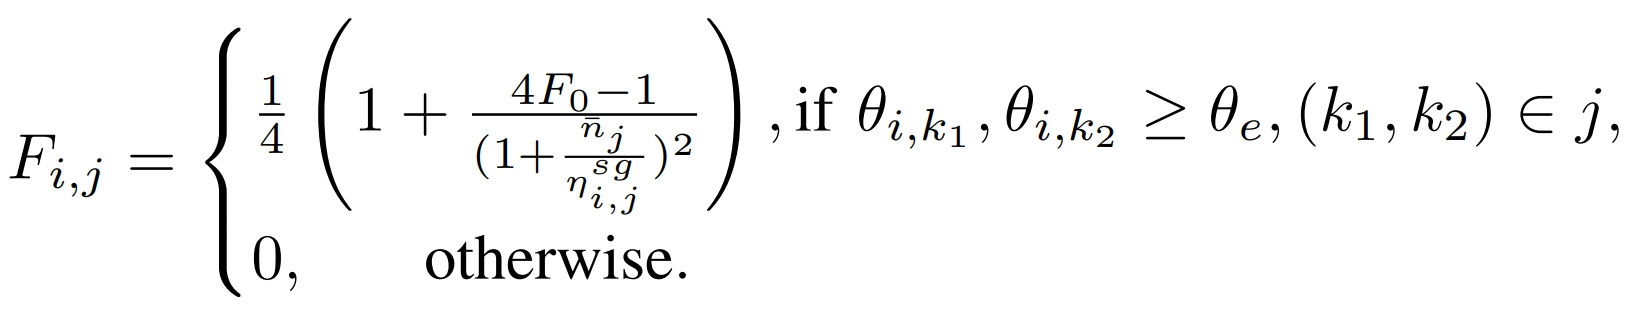 F_{i,j} = \begin{cases} \frac{1}{4} \left( 1 + \frac{4F_0 - 1}{(1 + \frac{\bar{n}_j}{\eta_{i,j}^{sg}})^2} \right), \text{if } \theta_{i,k_1}, \theta_{i,k_2} \geq \theta_e, (k_1, k_2) \in j, \\ 0, \quad \text{otherwise.} \end{cases}